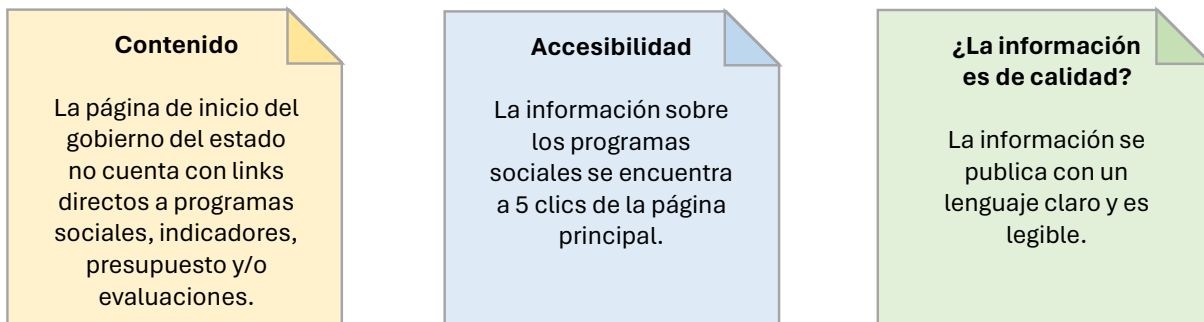 Contenido
La página de inicio del
gobierno del estado
no cuenta con links
directos a programas
sociales, indicadores,
presupuesto y/o
evaluaciones.
Accesibilidad
La información sobre
los programas
sociales se encuentra
a 5 clics de la página
principal.
¿La información
es de calidad?
La información se
publica con un
lenguaje claro y es
legible.